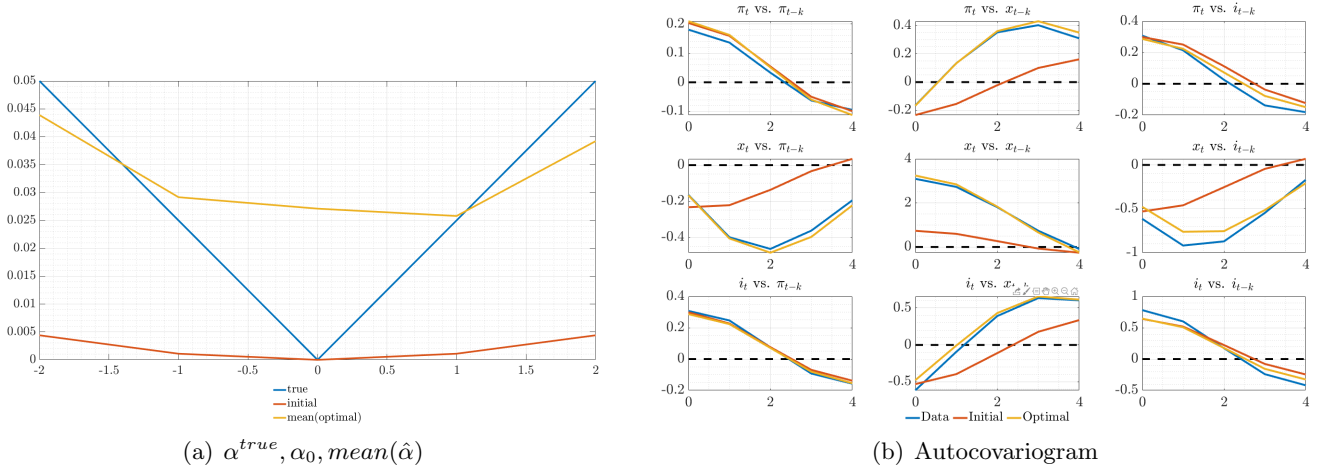 0.05
0.045
0.04
0.035
0.03
0.025
0.02
0.015
0.01
0.005
0
-2 -1.5 -1 -0.5 0 0.5 1 1.5 2
true
initial
mean(optimal)
(a) α^{true}, α₀, mean(α̂)
π_t vs. π_{t−k}
0.2
0.1
0
-0.1
0 2 4
π_t vs. x_{t−k}
0.4
0.2
0
-0.2
0 2 4
π_t vs. i_{t−k}
0.4
0.2
0
-0.2
0 2 4
x_t vs. π_{t−k}
0
-0.2
-0.4
0 2 4
x_t vs. x_{t−k}
4
2
0
0 2 4
x_t vs. i_{t−k}
0
-0.5
-1
0 2 4
i_t vs. π_{t−k}
0.4
0.2
0
-0.2
0 2 4
i_t vs. x
0.5
0
-0.5
0 2 4
i_t vs. i_{t−k}
1
0.5
0
-0.5
0 2 4
Data Initial Optimal
(b) Autocovariogram